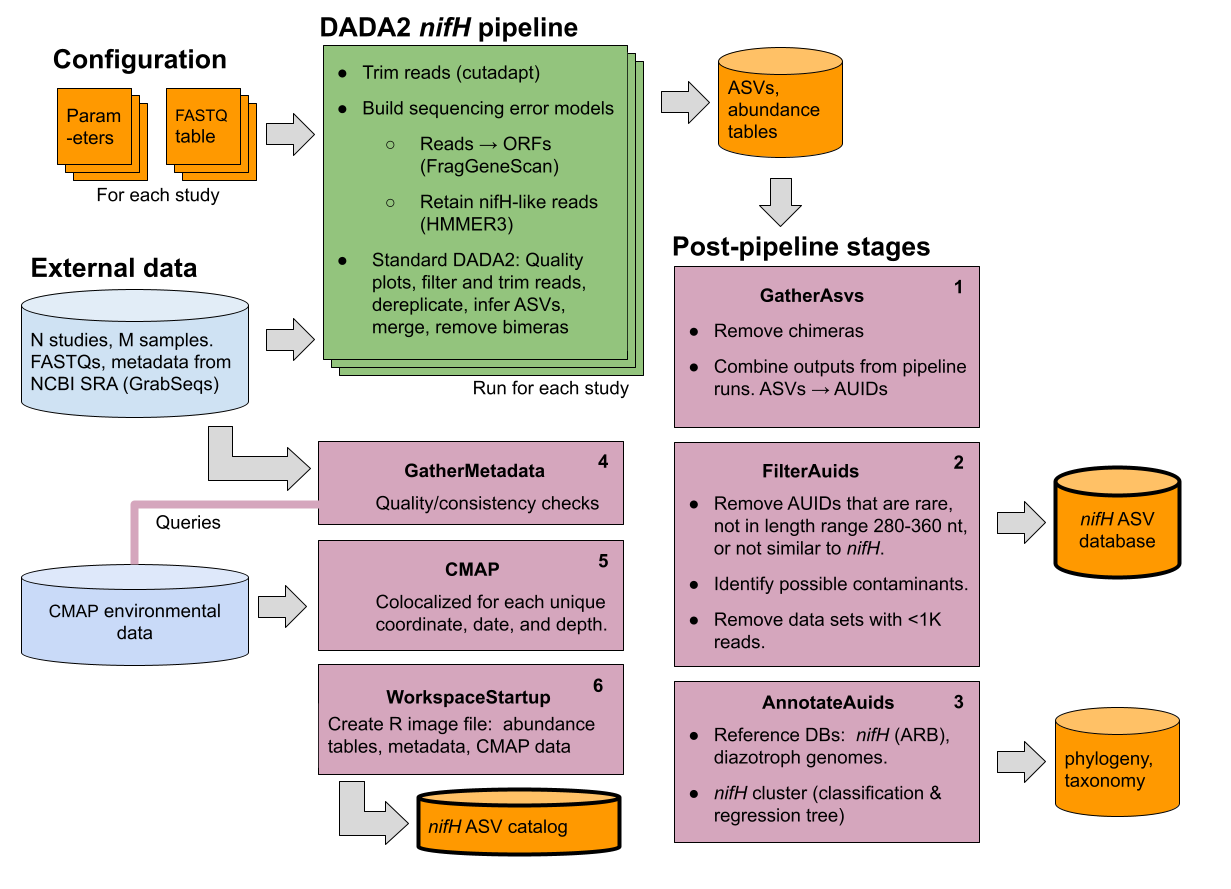 DADA2 nifH pipeline
Configuration
Param
-eters
FASTQ
table
For each study
● Trim reads (cutadapt)
● Build sequencing error models
○ Reads → ORFs
(FragGeneScan)
○ Retain nifH-like reads
(HMMER3)
● Standard DADA2: Quality
plots, filter and trim reads,
dereplicate, infer ASVs,
merge, remove bimeras
Run for each study
ASVs,
abundance
tables
External data
N studies, M samples.
FASTQs, metadata from
NCBI SRA (GrabSeqs)
Post-pipeline stages
GatherAsvs 1
● Remove chimeras
● Combine outputs from pipeline
runs. ASVs → AUIDs
FilterAuids 2
● Remove AUIDs that are rare,
not in length range 280-360 nt,
or not similar to nifH.
● Identify possible contaminants.
● Remove data sets with <1K
reads.
nifH ASV
database
AnnotateAuids 3
● Reference DBs: nifH (ARB),
diazotroph genomes.
● nifH cluster (classification &
regression tree)
phylogeny,
taxonomy
GatherMetadata 4
Quality/consistency checks
Queries
CMAP environmental
data
CMAP 5
Colocalized for each unique
coordinate, date, and depth.
WorkspaceStartup 6
Create R image file: abundance
tables, metadata, CMAP data
nifH ASV catalog